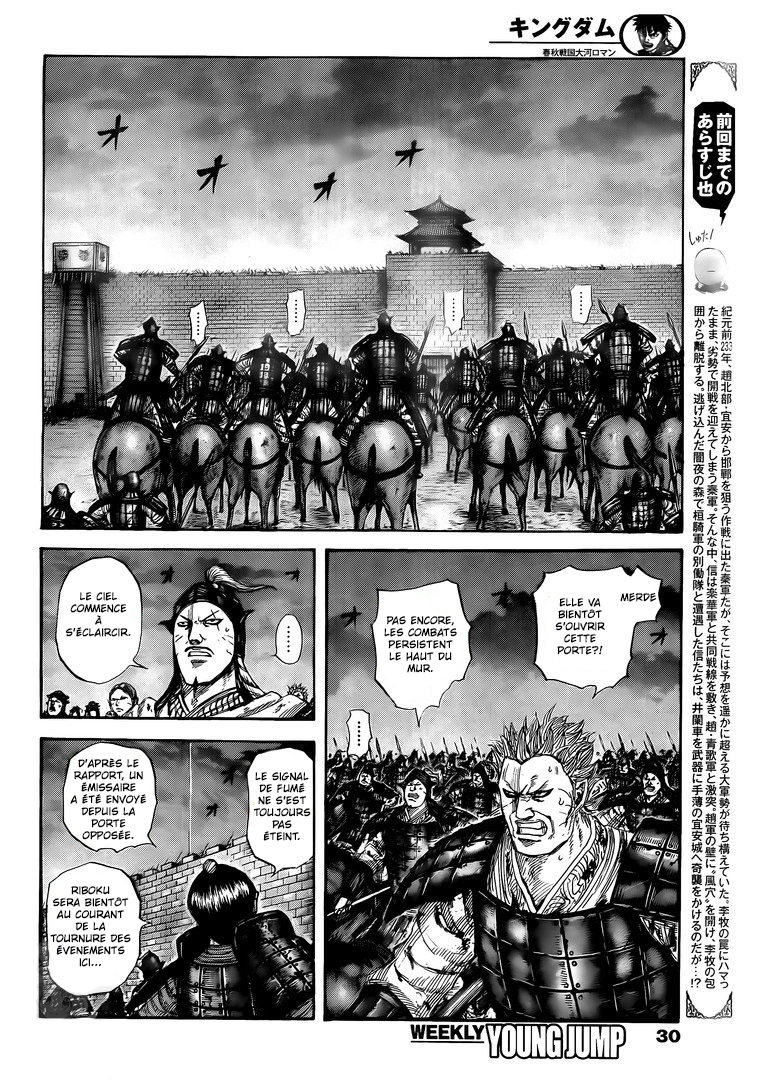 キングダム
春秋戦国大河ロマン
前回までの
あらすじ也
紀元前233年、趙北部・宜安から邯鄲を狙う作戦に出た秦軍だが、そこには予想を遥かに超える大軍勢が待ち構えていた。李牧の罠にハマっ
たまま、劣勢で開戦を迎えてしまう秦軍。そんな中、信は楽華軍と共同戦線を敷き、趙・青歌軍と激突。趙軍の壁に“風穴”を開け、李牧の包
囲から離脱する。逃げ込んだ闇夜の森で桓騎軍の別働隊と遭遇した信たちは、井闌車を武器に手薄の宜安城へ奇襲をかけるのだが…!?
オ
オ
オ
オ
……
……
……
……
MERDE
ELLE VA
BIENTÔT
S'OUVRIR
CETTE
PORTE?!
PAS ENCORE,
LES COMBATS
PERSISTENT
LE HAUT DU
MUR.
……
LE CIEL
COMMENCE
À
S'ÉCLAIRCIR.
……
LE SIGNAL
DE FUMÉ
NE S'EST
TOUJOURS
PAS
ÉTEINT.
D'APRÈS LE
RAPPORT, UN
ÉMISSAIRE
A ÉTÉ ENVOYÉ
DEPUIS LA
PORTE
OPPOSÉE.
RIBOKU
SERA BIENTÔT
AU COURANT
DE LA
TOURNURE DES
ÉVENEMENTS
ICI...
WEEKLY YOUNG JUMP
30